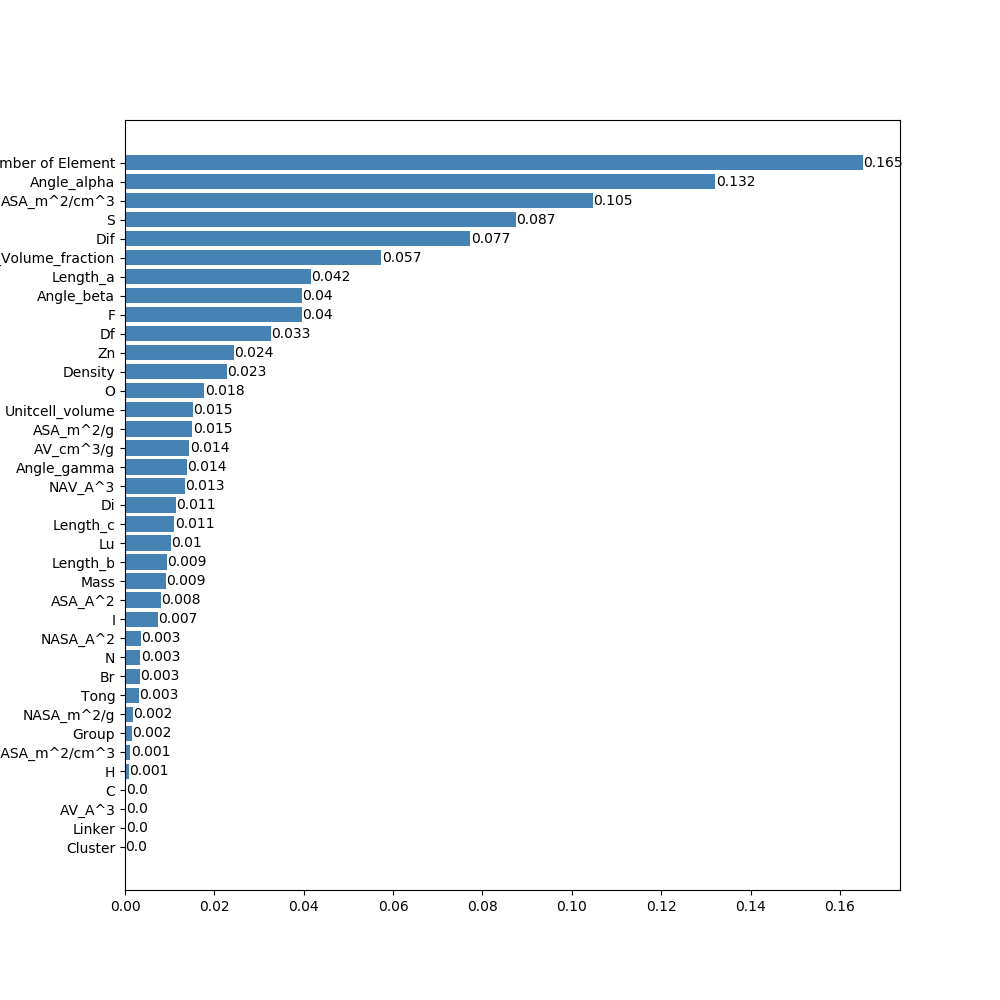 mber of Element 0.165
Angle_alpha 0.132
ASA_m^2/cm^3 0.105
S 0.087
Dif 0.077
_Volume_fraction 0.057
Length_a 0.042
Angle_beta 0.04
F 0.04
Df 0.033
Zn 0.024
Density 0.023
O 0.018
Unitcell_volume 0.015
ASA_m^2/g 0.015
AV_cm^3/g 0.014
Angle_gamma 0.014
NAV_A^3 0.013
Di 0.011
Length_c 0.011
Lu 0.01
Length_b 0.009
Mass 0.009
ASA_A^2 0.008
I 0.007
NASA_A^2 0.003
N 0.003
Br 0.003
Tong 0.003
NASA_m^2/g 0.002
Group 0.002
ASA_m^2/cm^3 0.001
H 0.001
C 0.0
AV_A^3 0.0
Linker 0.0
Cluster 0.0
0.00 0.02 0.04 0.06 0.08 0.10 0.12 0.14 0.16